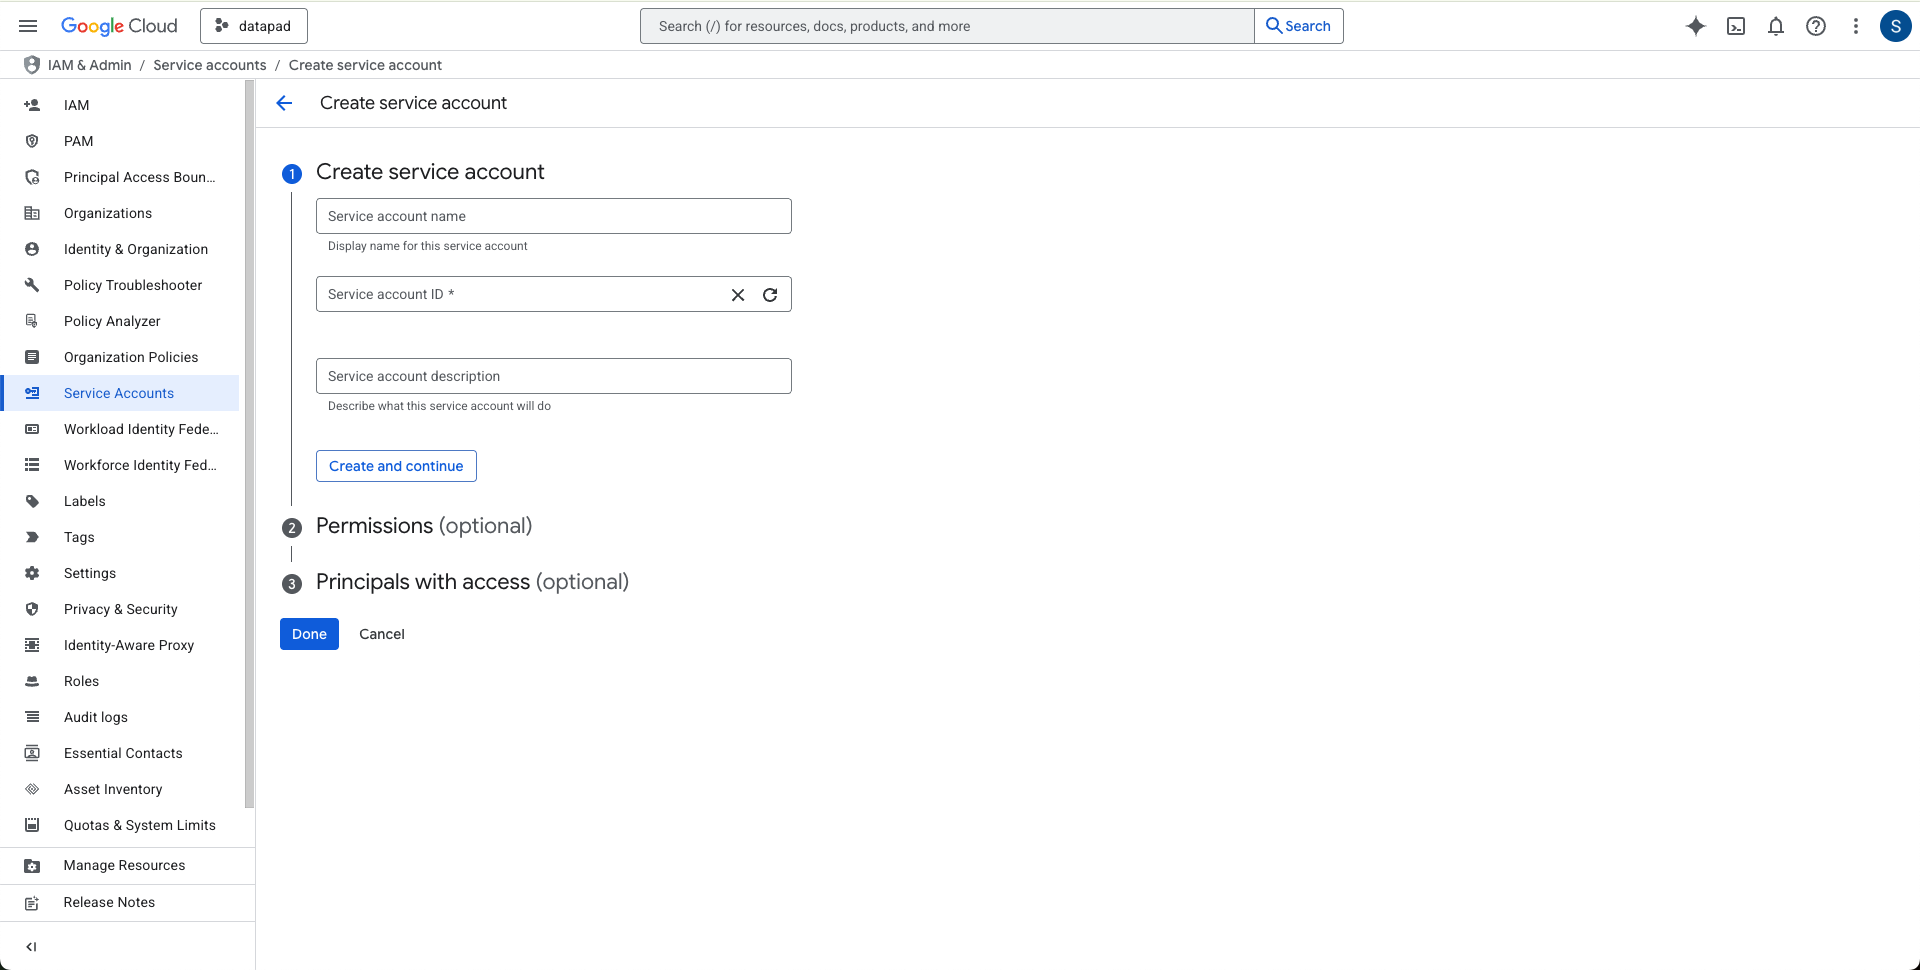 Google Cloud
datapad
Search (/) for resources, docs, products, and more
Search
S
IAM & Admin / Service accounts / Create service account
IAM
PAM
Principal Access Boun...
Organizations
Identity & Organization
Policy Troubleshooter
Policy Analyzer
Organization Policies
Service Accounts
Workload Identity Fede...
Workforce Identity Fed...
Labels
Tags
Settings
Privacy & Security
Identity-Aware Proxy
Roles
Audit logs
Essential Contacts
Asset Inventory
Quotas & System Limits
Manage Resources
Release Notes
Create service account
1 Create service account
Service account name
Display name for this service account
Service account ID *
Service account description
Describe what this service account will do
Create and continue
2 Permissions (optional)
3 Principals with access (optional)
Done Cancel